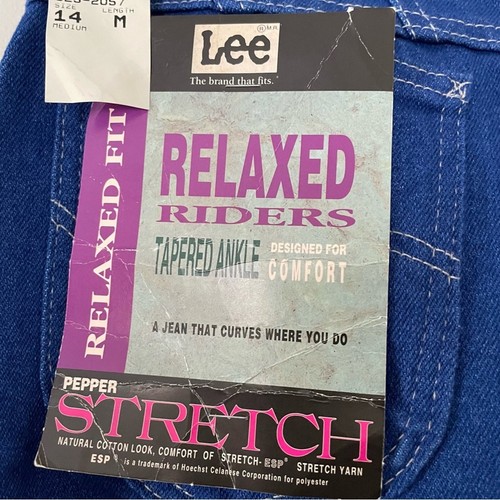 SIZE LENGTH
14 M
MEDIUM
Lee ® MR
The brand that fits.®
RELAXED FIT
RELAXED
RIDERS
TAPERED ANKLE DESIGNED FOR COMFORT
A JEAN THAT CURVES WHERE YOU DO
PEPPER
STRETCH
NATURAL COTTON LOOK, COMFORT OF STRETCH-ESP® STRETCH YARN
ESP® is a trademark of Hoechst Celanese Corporation for polyester